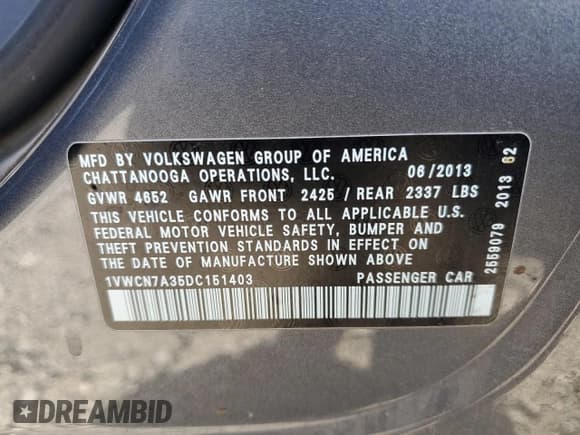 MFD BY VOLKSWAGEN GROUP OF AMERICA
CHATTANOOGA OPERATIONS, LLC. 06/2013
GVWR 4652 GAWR FRONT 2425 / REAR 2337 LBS
THIS VEHICLE CONFORMS TO ALL APPLICABLE U.S.
FEDERAL MOTOR VEHICLE SAFETY, BUMPER AND
THEFT PREVENTION STANDARDS IN EFFECT ON
THE DATE OF MANUFACTURE SHOWN ABOVE
1VWCN7A35DC151403 PASSENGER CAR
2559079 2013 62
DREAMBID